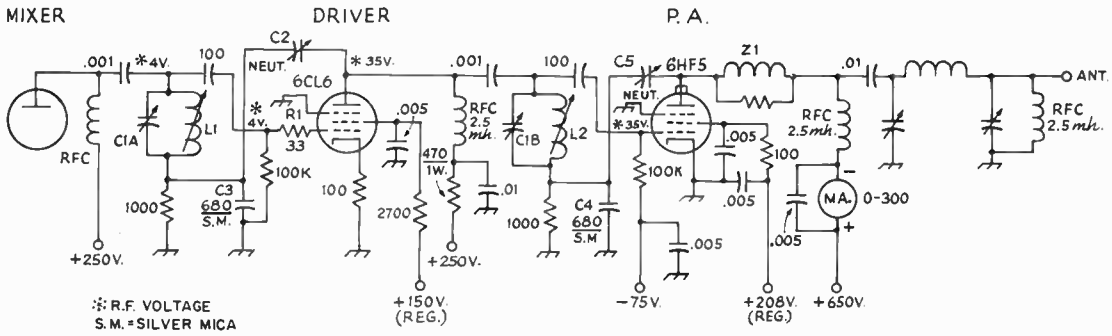 MIXER
DRIVER
P. A.
.001
* 4V.
100
C1A
L1
RFC
1000
C3
680
S.M.
+250V.
C2
NEUT.
6CL6
* 35V.
*
4V.
R1
33
100K
100
.005
2700
+150V.
(REG.)
.001
RFC
2.5
mh.
470
1W.
.01
+250V.
C1B
L2
100
1000
C4
680
S.M
C5
NEUT.
6HF5
*35V.
100K
.005
-75V.
.005
.005
100
+208V.
(REG.)
Z1
.01
RFC
2.5mh.
-
MA.
0-300
+
.005
+650V.
ANT.
RFC
2.5mh.
* R.F. VOLTAGE
S.M.=SILVER MICA